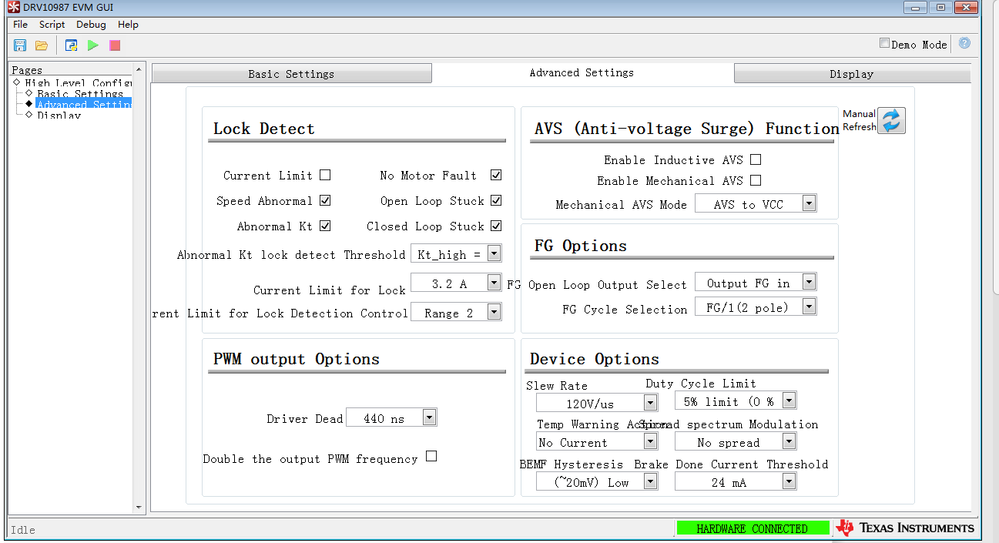 DRV10987 EVM GUI
File Script Debug Help
Demo Mode
Pages
High Level Configu
Basic Settings
Advanced Settin
Display
Basic Settings
Advanced Settings
Display
Manual
Refresh
Lock Detect
Current Limit
No Motor Fault
Speed Abnormal
Open Loop Stuck
Abnormal Kt
Closed Loop Stuck
Abnormal Kt lock detect Threshold Kt_high =
Current Limit for Lock 3.2 A
rent Limit for Lock Detection Control Range 2
AVS (Anti-voltage Surge) Function
Enable Inductive AVS
Enable Mechanical AVS
Mechanical AVS Mode AVS to VCC
FG Options
FG Open Loop Output Select Output FG in
FG Cycle Selection FG/1(2 pole)
PWM output Options
Driver Dead 440 ns
Double the output PWM frequency
Device Options
Slew Rate Duty Cycle Limit
120V/us 5% limit (0 %
Temp Warning Action Spread spectrum Modulation
No Current No spread
BEMF Hysteresis Brake Done Current Threshold
(~20mV) Low 24 mA
Idle
HARDWARE CONNECTED
TEXAS INSTRUMENTS